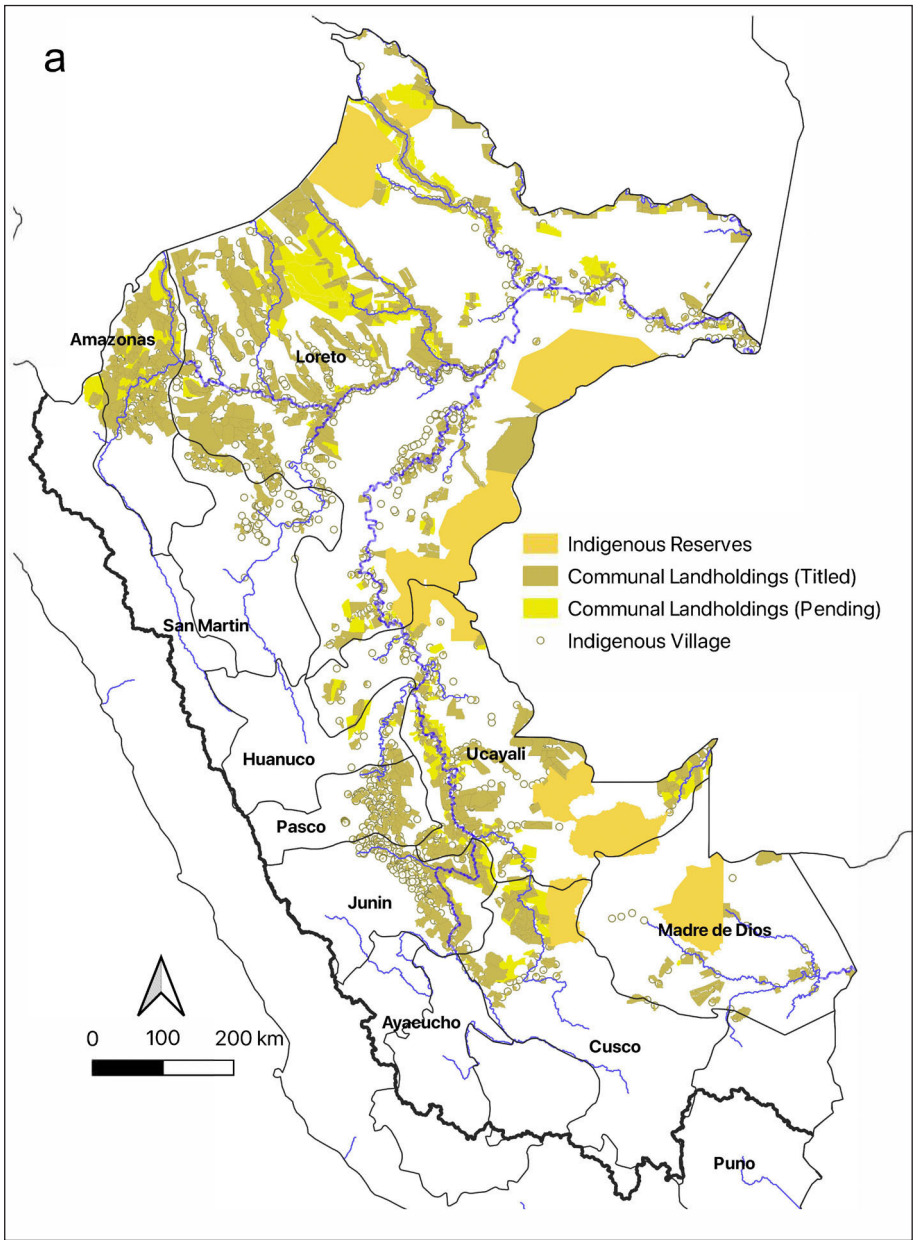 a
Amazonas
Loreto
Indigenous Reserves
Communal Landholdings (Titled)
Communal Landholdings (Pending)
Indigenous Village
San Martin
Huanuco
Ucayali
Pasco
Junin
Madre de Dios
Ayacucho
Cusco
0 100 200 km
Puno